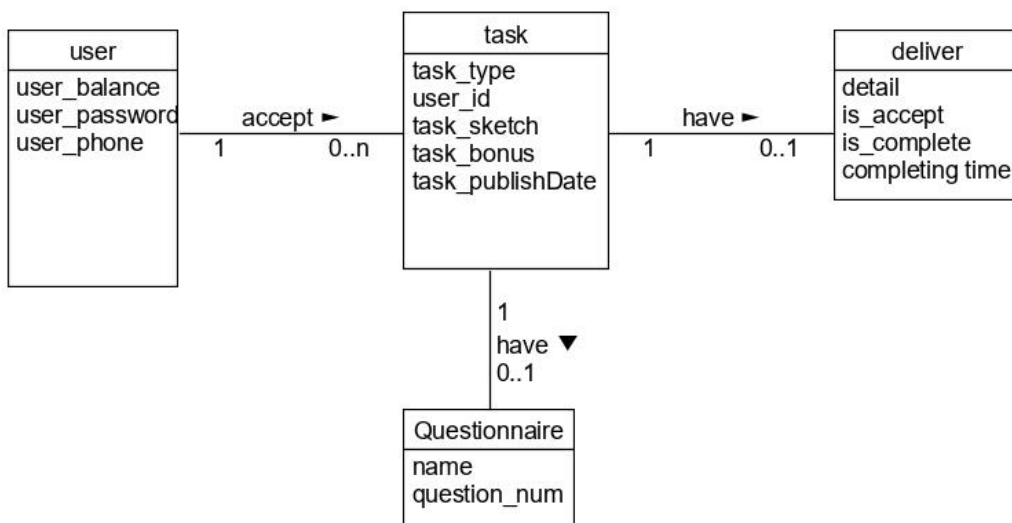 user
user_balance
user_password
user_phone
accept ►
1
0..n
task
task_type
user_id
task_sketch
task_bonus
task_publishDate
have ►
1
0..1
deliver
detail
is_accept
is_complete
completing time
1
have ▼
0..1
Questionnaire
name
question_num